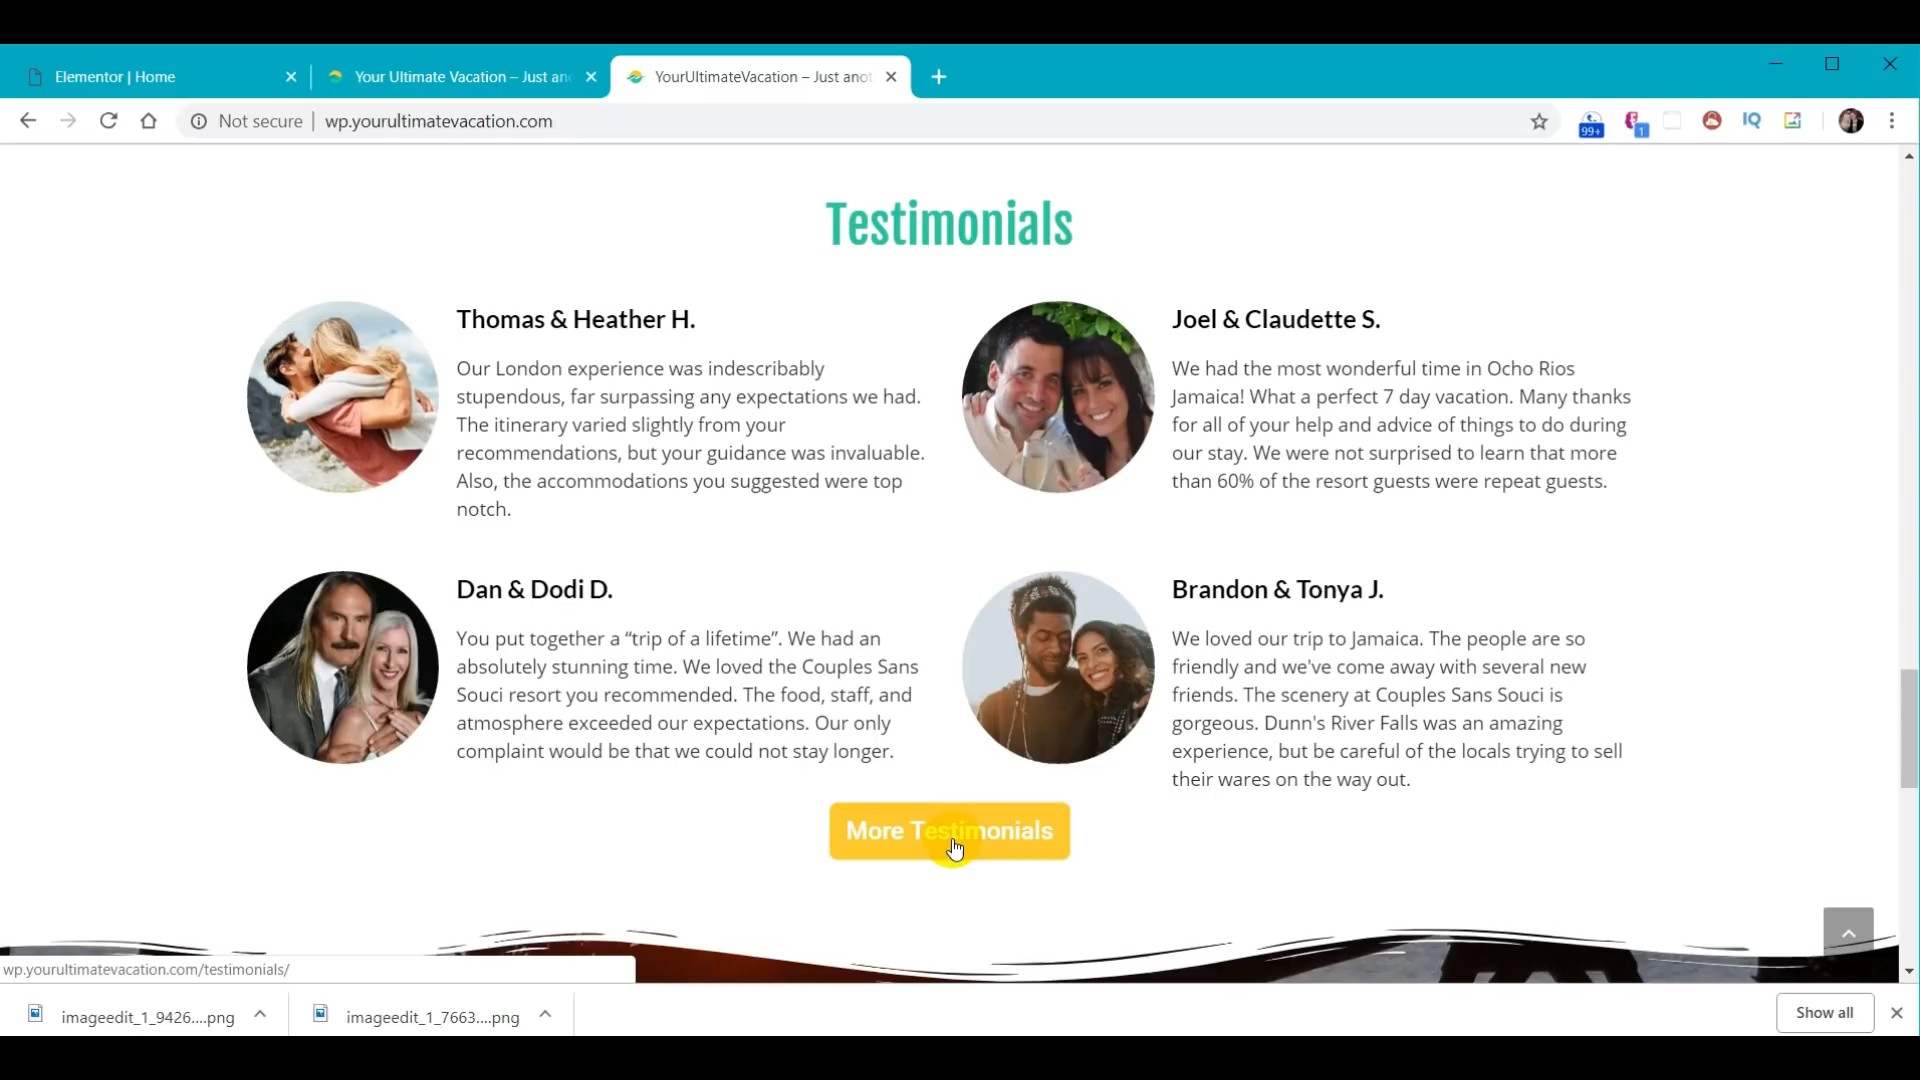 Elementor | Home
Your Ultimate Vacation – Just an
YourUltimateVacation – Just anot
Not secure
wp.yourultimatevacation.com
99+
1
IQ
Testimonials
Thomas & Heather H.
Our London experience was indescribably
stupendous, far surpassing any expectations we had.
The itinerary varied slightly from your
recommendations, but your guidance was invaluable.
Also, the accommodations you suggested were top
notch.
Joel & Claudette S.
We had the most wonderful time in Ocho Rios
Jamaica! What a perfect 7 day vacation. Many thanks
for all of your help and advice of things to do during
our stay. We were not surprised to learn that more
than 60% of the resort guests were repeat guests.
Dan & Dodi D.
You put together a “trip of a lifetime”. We had an
absolutely stunning time. We loved the Couples Sans
Souci resort you recommended. The food, staff, and
atmosphere exceeded our expectations. Our only
complaint would be that we could not stay longer.
Brandon & Tonya J.
We loved our trip to Jamaica. The people are so
friendly and we've come away with several new
friends. The scenery at Couples Sans Souci is
gorgeous. Dunn's River Falls was an amazing
experience, but be careful of the locals trying to sell
their wares on the way out.
More Testimonials
wp.yourultimatevacation.com/testimonials/
imageedit_1_9426....png
imageedit_1_7663....png
Show all